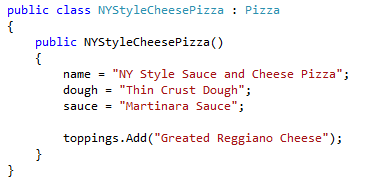 public class NYStyleCheesePizza : Pizza
{
    public NYStyleCheesePizza()
    {
        name = "NY Style Sauce and Cheese Pizza";
        dough = "Thin Crust Dough";
        sauce = "Martinara Sauce";

        toppings.Add("Greated Reggiano Cheese");
    }
}